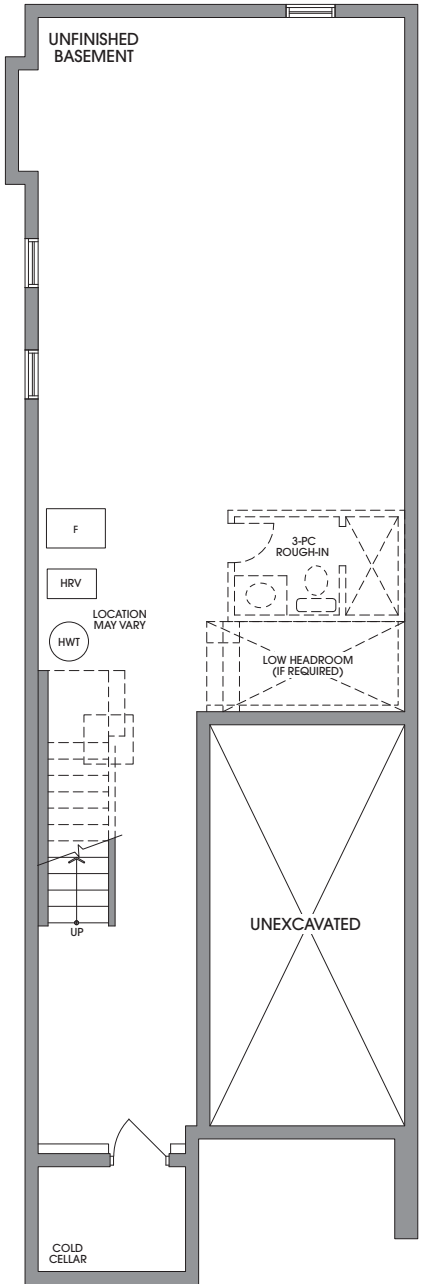 UNFINISHED
BASEMENT
F
3-PC
ROUGH-IN
HRV
LOCATION
MAY VARY
HWT
LOW HEADROOM
(IF REQUIRED)
UP
UNEXCAVATED
COLD
CELLAR